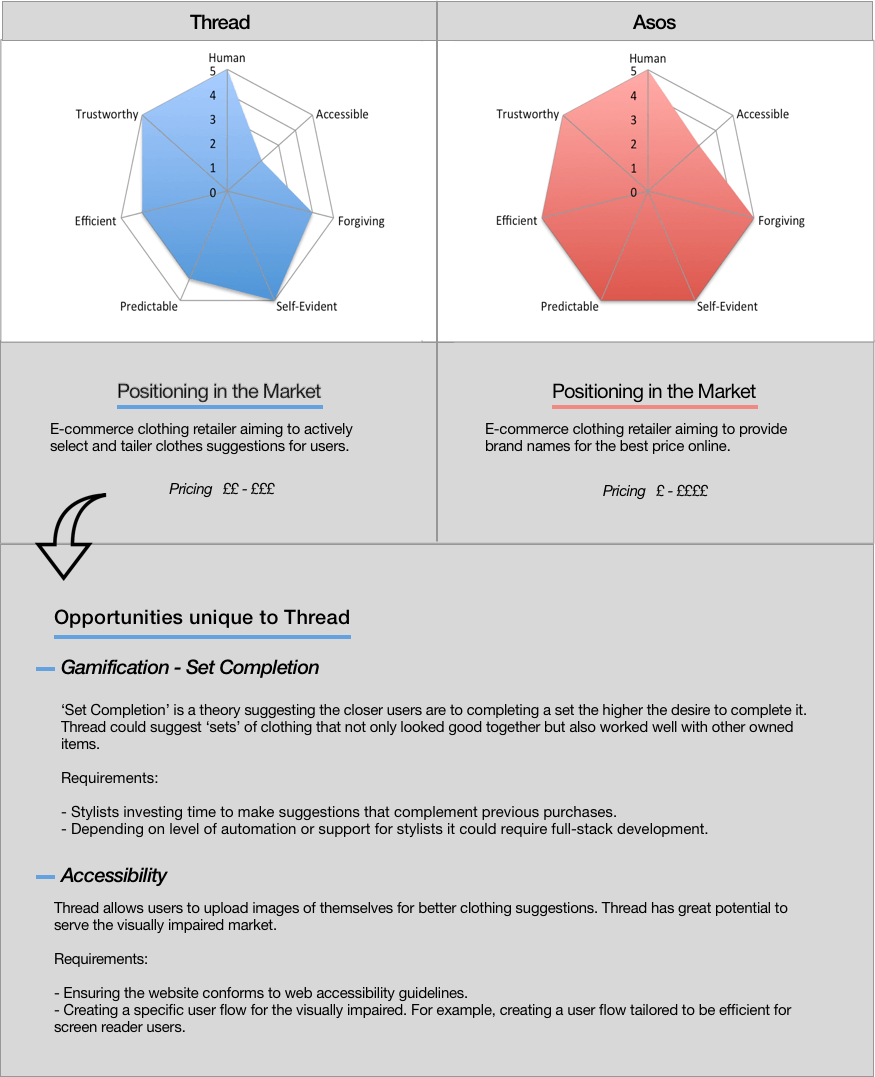 Thread
Asos
Human
5
4
3
2
1
0
Accessible
Forgiving
Self-Evident
Predictable
Efficient
Trustworthy
Human
5
4
3
2
1
0
Accessible
Forgiving
Self-Evident
Predictable
Efficient
Trustworthy
Positioning in the Market
E-commerce clothing retailer aiming to actively
select and tailer clothes suggestions for users.
Pricing ££ - £££
Positioning in the Market
E-commerce clothing retailer aiming to provide
brand names for the best price online.
Pricing £ - ££££
Opportunities unique to Thread
Gamification - Set Completion
‘Set Completion’ is a theory suggesting the closer users are to completing a set the higher the desire to complete it.
Thread could suggest ‘sets’ of clothing that not only looked good together but also worked well with other owned
items.
Requirements:
- Stylists investing time to make suggestions that complement previous purchases.
- Depending on level of automation or support for stylists it could require full-stack development.
Accessibility
Thread allows users to upload images of themselves for better clothing suggestions. Thread has great potential to
serve the visually impaired market.
Requirements:
- Ensuring the website conforms to web accessibility guidelines.
- Creating a specific user flow for the visually impaired. For example, creating a user flow tailored to be efficient for
screen reader users.